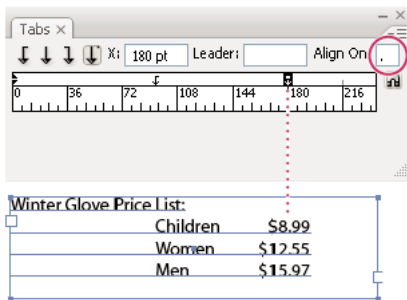 Tabs ×
X: 180 pt Leader: Align On: .
0 36 72 108 144 180 216
Winter Glove Price List:
Children $8.99
Women $12.55
Men $15.97